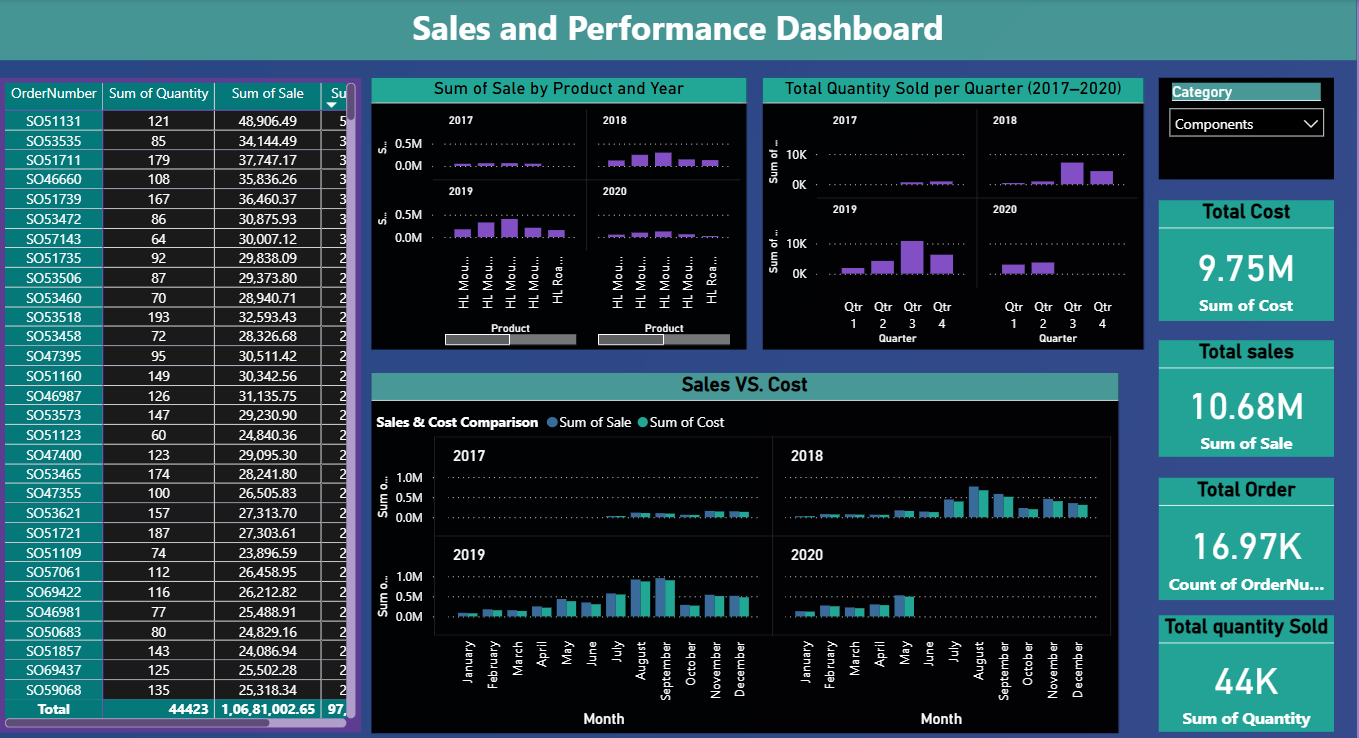 Sales and Performance Dashboard
OrderNumber Sum of Quantity Sum of Sale Su
SO51131 121 48,906.49 5
SO53535 85 34,144.49 3
SO51711 179 37,747.17 3
SO46660 108 35,836.26 3
SO51739 167 36,460.37 3
SO53472 86 30,875.93 3
SO57143 64 30,007.12 3
SO51735 92 29,838.09 2
SO53506 87 29,373.80 2
SO53460 70 28,940.71 2
SO53518 193 32,593.43 2
SO53458 72 28,326.68 2
SO47395 95 30,511.42 2
SO51160 149 30,342.56 2
SO46987 126 31,135.75 2
SO53573 147 29,230.90 2
SO51123 60 24,840.36 2
SO47400 123 29,095.30 2
SO53465 174 28,241.80 2
SO47355 100 26,505.83 2
SO53621 157 27,313.70 2
SO51721 187 27,303.61 2
SO51109 74 23,896.59 2
SO57061 112 26,458.95 2
SO69422 116 26,212.82 2
SO46981 77 25,488.91 2
SO50683 80 24,829.16 2
SO51857 143 24,086.94 2
SO69437 125 25,502.28 2
SO59068 135 25,318.34 2
Total 44423 1,06,81,002.65 97,
Sum of Sale by Product and Year
2017 2018
S... 0.5M
0.0M
2019 2020
S... 0.5M
0.0M
HL Mou... HL Mou... HL Mou... HL Mou... HL Roa... HL Mou... HL Mou... HL Mou... HL Mou... HL Roa...
Product Product
Total Quantity Sold per Quarter (2017–2020)
2017 2018
Sum of ... 10K
0K
2019 2020
Sum of ... 10K
0K
Qtr Qtr Qtr Qtr Qtr Qtr Qtr Qtr
1 2 3 4 1 2 3 4
Quarter Quarter
Category
Components
Total Cost
9.75M
Sum of Cost
Total sales
10.68M
Sum of Sale
Total Order
16.97K
Count of OrderNu...
Total quantity Sold
44K
Sum of Quantity
Sales VS. Cost
Sales & Cost Comparison Sum of Sale Sum of Cost
2017 2018
Sum o... 1.0M
0.5M
0.0M
2019 2020
Sum o... 1.0M
0.5M
0.0M
January February March April May June July August September October November December January February March April May June July August September October November December
Month Month